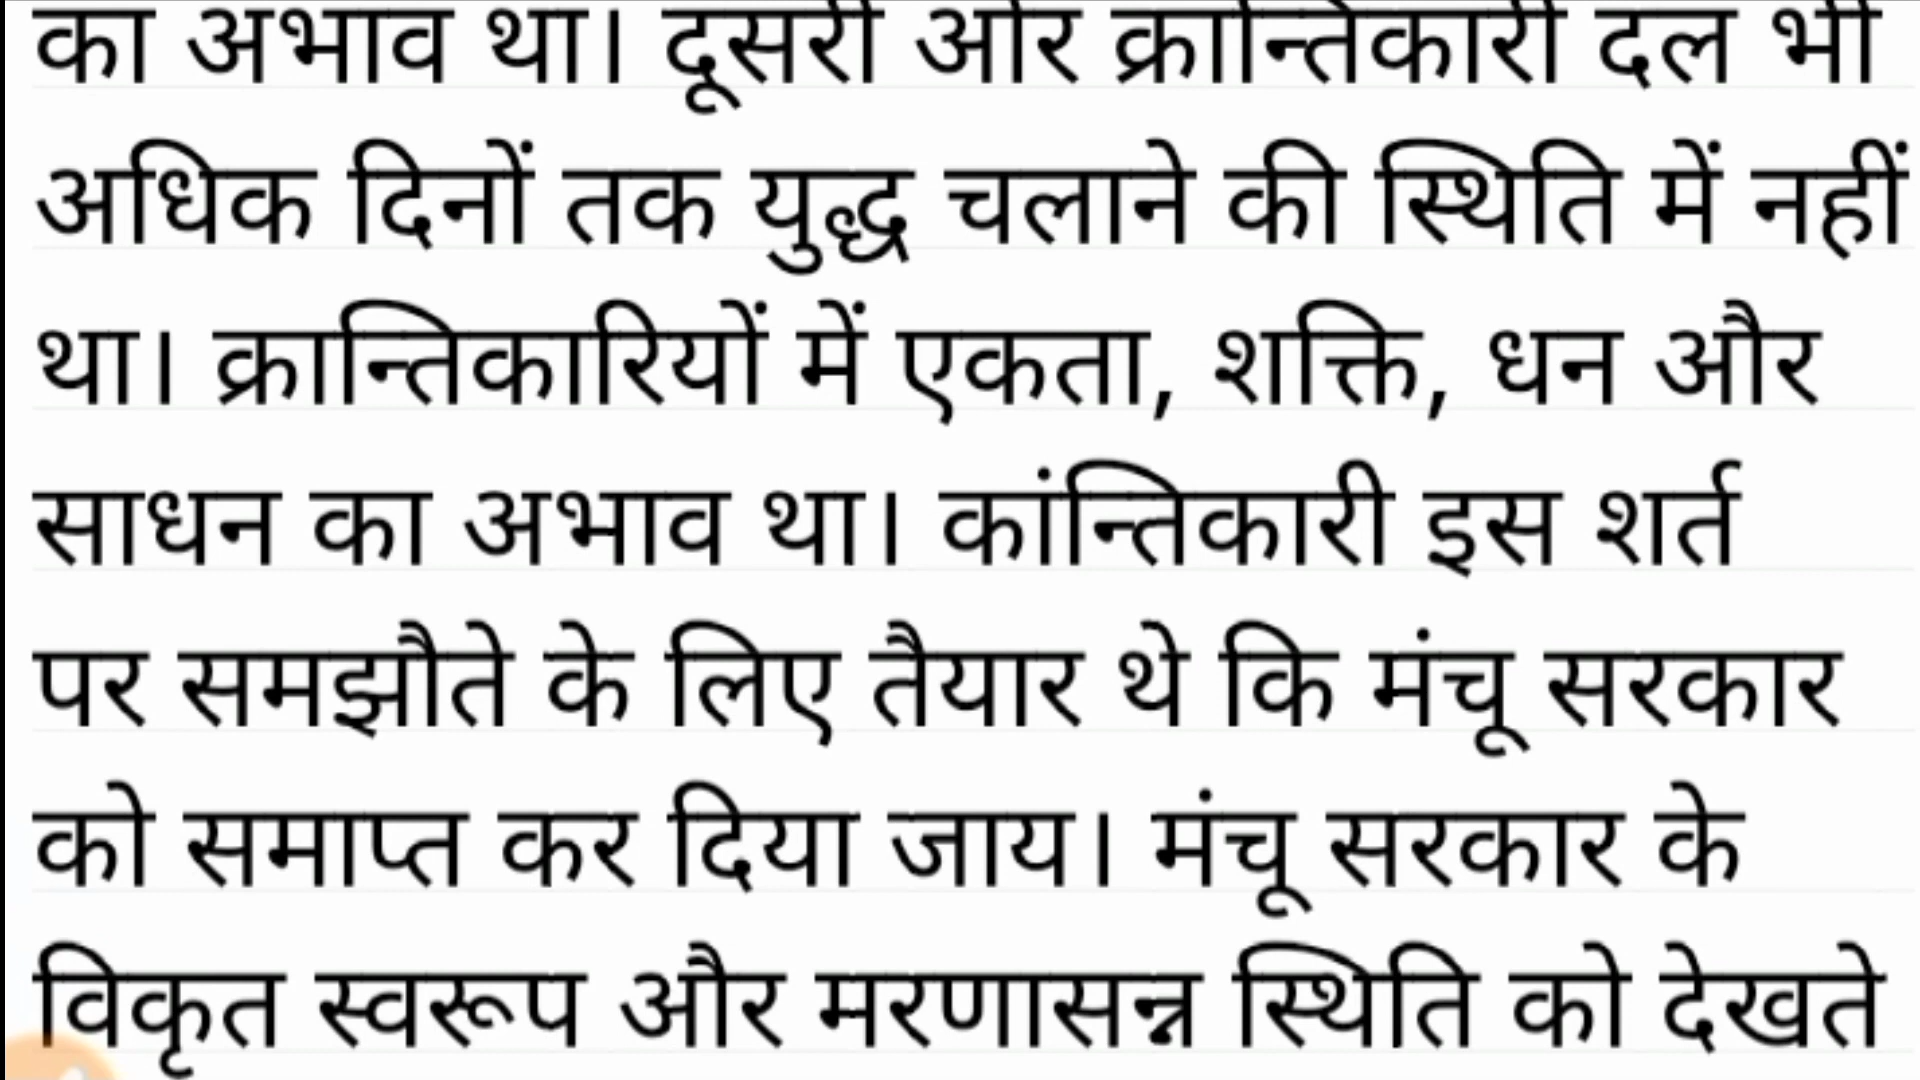 का अभाव था। दूसरी ओर क्रान्तिकारी दल भी
अधिक दिनों तक युद्ध चलाने की स्थिति में नहीं
था। क्रान्तिकारियों में एकता, शक्ति, धन और
साधन का अभाव था। कांन्तिकारी इस शर्त
पर समझौते के लिए तैयार थे कि मंचू सरकार
को समाप्त कर दिया जाय। मंचू सरकार के
विकृत स्वरूप और मरणासन्न स्थिति को देखते